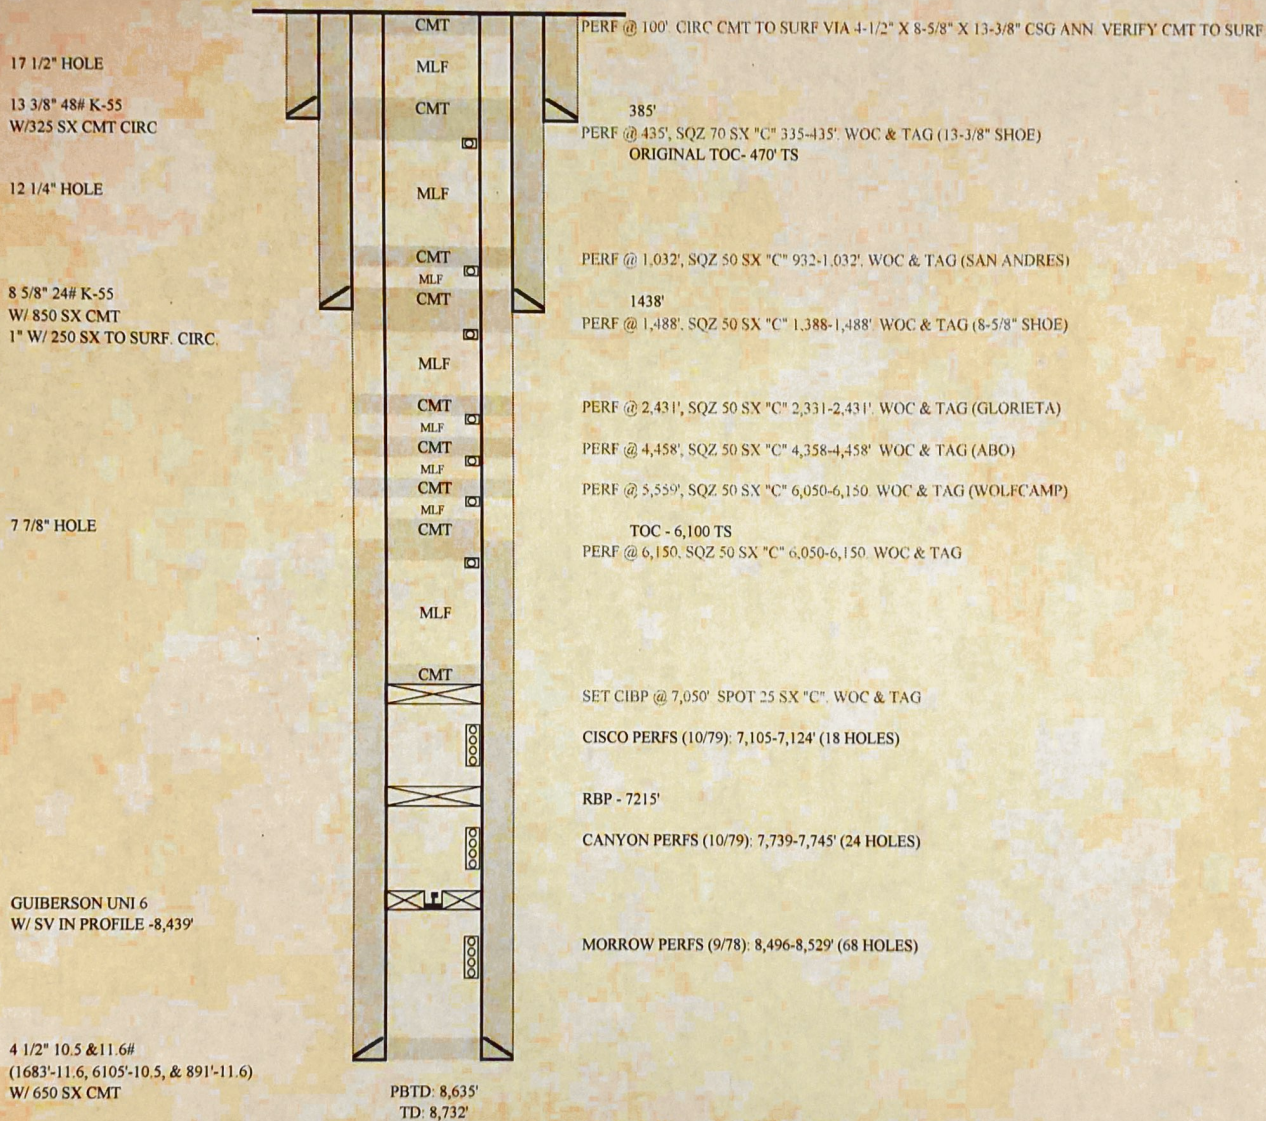 CMT
PERF @ 100' CIRC CMT TO SURF VIA 4-1/2" X 8-5/8" X 13-3/8" CSG ANN VERIFY CMT TO SURF
17 1/2" HOLE
MLF
13 3/8" 48# K-55
W/325 SX CMT CIRC
CMT
385'
PERF @ 435', SQZ 70 SX "C" 335-435'. WOC & TAG (13-3/8" SHOE)
ORIGINAL TOC- 470' TS
12 1/4" HOLE
MLF
CMT
PERF @ 1,032', SQZ 50 SX "C" 932-1,032'. WOC & TAG (SAN ANDRES)
MLF
8 5/8" 24# K-55
W/ 850 SX CMT
1" W/ 250 SX TO SURF. CIRC.
CMT
1438'
PERF @ 1,488'. SQZ 50 SX "C" 1,388-1,488' WOC & TAG (8-5/8" SHOE)
MLF
CMT
PERF @ 2,431', SQZ 50 SX "C" 2,331-2,431'. WOC & TAG (GLORIETA)
MLF
CMT
PERF @ 4,458', SQZ 50 SX "C" 4,358-4,458' WOC & TAG (ABO)
MLF
CMT
PERF @ 5,559', SQZ 50 SX "C" 6,050-6,150. WOC & TAG (WOLFCAMP)
MLF
7 7/8" HOLE
CMT
TOC - 6,100 TS
PERF @ 6,150. SQZ 50 SX "C" 6,050-6,150. WOC & TAG
MLF
CMT
SET CIBP @ 7,050' SPOT 25 SX "C". WOC & TAG
CISCO PERFS (10/79): 7,105-7,124' (18 HOLES)
RBP - 7215'
CANYON PERFS (10/79): 7,739-7,745' (24 HOLES)
GUIBERSON UNI 6
W/ SV IN PROFILE -8,439'
MORROW PERFS (9/78): 8,496-8,529' (68 HOLES)
4 1/2" 10.5 &11.6#
(1683'-11.6, 6105'-10.5, & 891'-11.6)
W/ 650 SX CMT
PBTD: 8,635'
TD: 8,732'